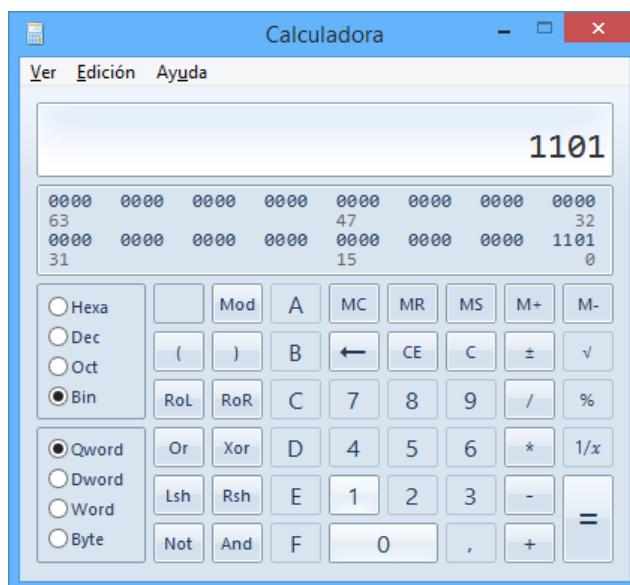 Calculadora
Ver Edición Ayuda
1101
0000 0000 0000 0000 0000 0000 0000 0000
63 47 32
0000 0000 0000 0000 0000 0000 0000 1101
31 15 0
Hexa
Dec
Oct
Bin
Qword
Dword
Word
Byte
Mod A MC MR MS M+ M-
( ) B ← CE C ± √
RoL RoR C 7 8 9 / %
Or Xor D 4 5 6 * 1/x
Lsh Rsh E 1 2 3 - =
Not And F 0 , +